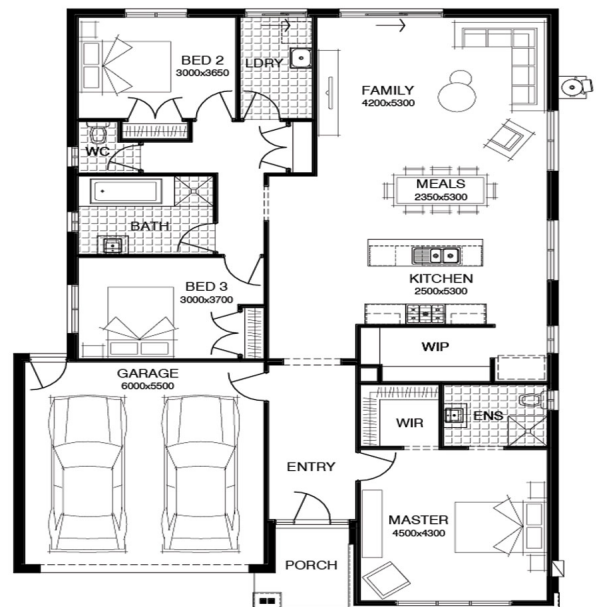 BED 2
3000x3650
LDRY
FAMILY
4200x5300
WC
MEALS
2350x5300
BATH
KITCHEN
2500x5300
BED 3
3000x3700
WIP
GARAGE
6000x5500
WIR
ENS
ENTRY
MASTER
4500x4300
PORCH